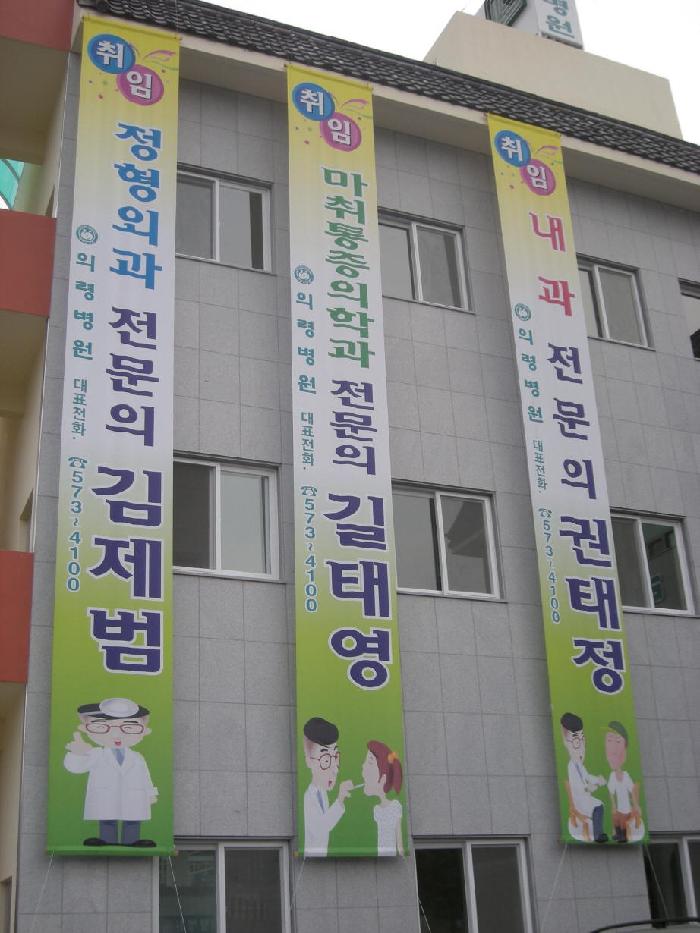 취임
정형외과 전문의 김제범
의령병원 대표전화·☎573~4100
취임
마취통증의학과 전문의 길태영
의령병원 대표전화·☎573~4100
취임
내과 전문의 권태정
의령병원 대표전화·☎573~4100
병원